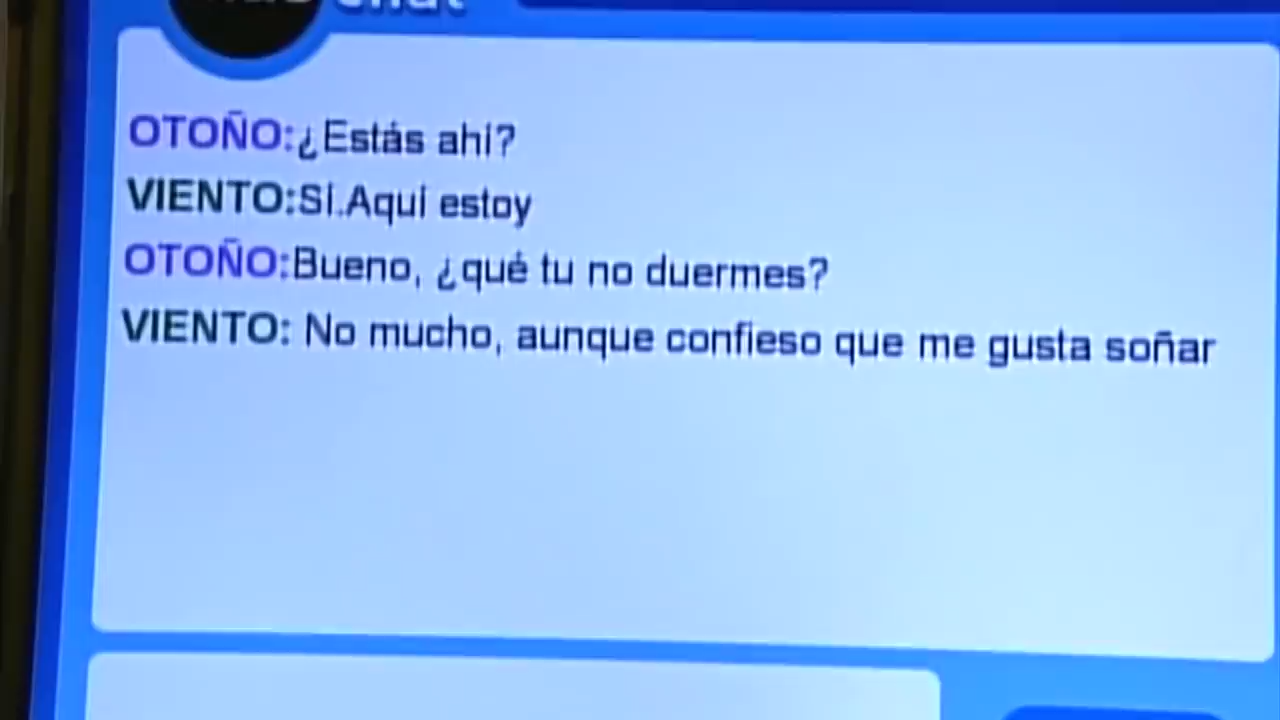 chat
OTOÑO:¿Estás ahí?
VIENTO:Sí.Aquí estoy
OTOÑO:Bueno, ¿qué tu no duermes?
VIENTO: No mucho, aunque confieso que me gusta soñar